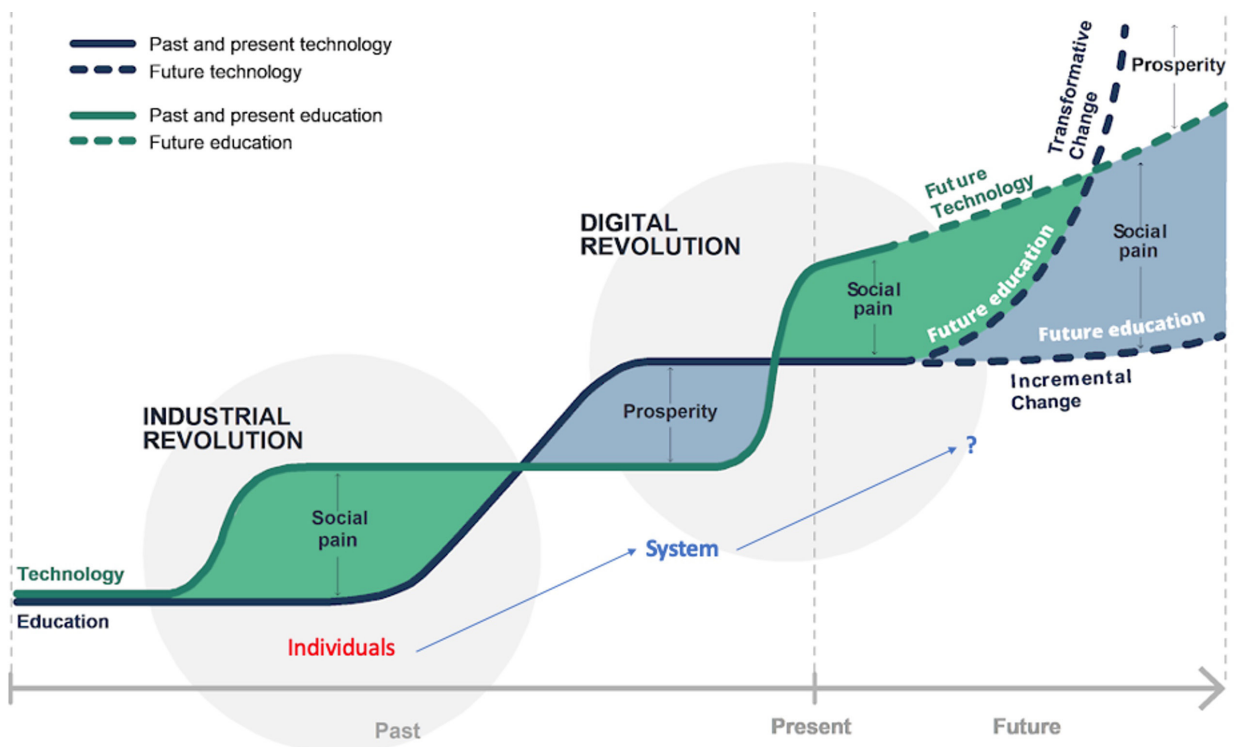 Past and present technology
Future technology
Past and present education
Future education
Transformative
Change
Prosperity
Future
Technology
Social
pain
DIGITAL
REVOLUTION
Social
pain
Future education
Future education
Incremental
Change
Prosperity
INDUSTRIAL
REVOLUTION
?
Social
pain
System
Technology
Education
Individuals
Past
Present
Future